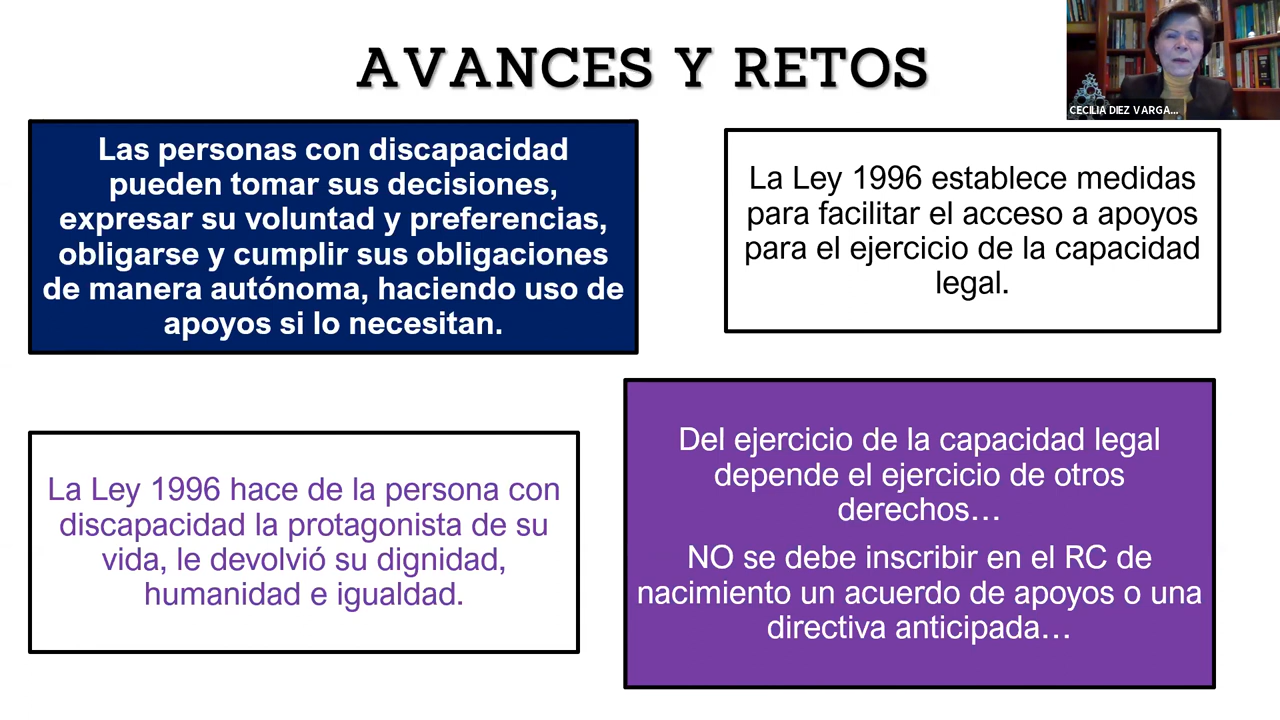 AVANCES Y RETOS
CECILIA DIEZ VARGA...
Las personas con discapacidad
pueden tomar sus decisiones,
expresar su voluntad y preferencias,
obligarse y cumplir sus obligaciones
de manera autónoma, haciendo uso de
apoyos si lo necesitan.
La Ley 1996 establece medidas
para facilitar el acceso a apoyos
para el ejercicio de la capacidad
legal.
La Ley 1996 hace de la persona con
discapacidad la protagonista de su
vida, le devolvió su dignidad,
humanidad e igualdad.
Del ejercicio de la capacidad legal
depende el ejercicio de otros
derechos…
NO se debe inscribir en el RC de
nacimiento un acuerdo de apoyos o una
directiva anticipada…